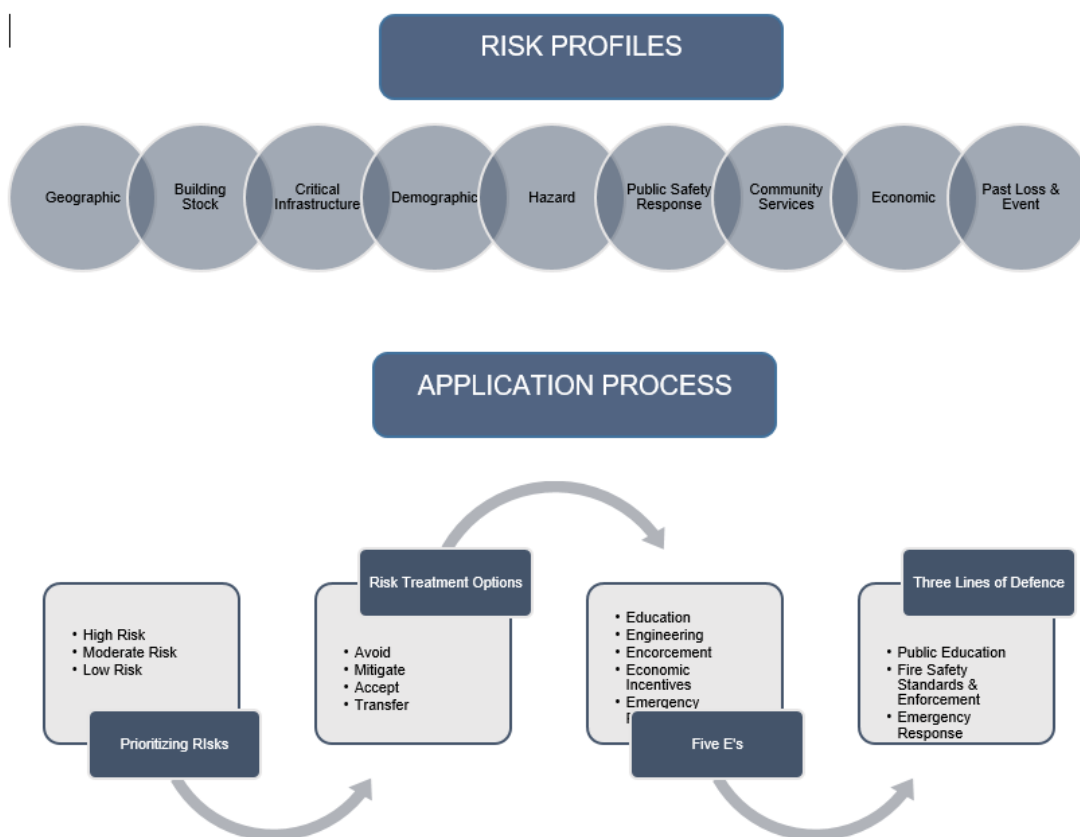 RISK PROFILES
Geographic
Building
Stock
Critical
Infrastructure
Demographic
Hazard
Public Safety
Response
Community
Services
Economic
Past Loss &
Event
APPLICATION PROCESS
• High Risk
• Moderate Risk
• Low Risk
Prioritizing RIsks
Risk Treatment Options
• Avoid
• Mitigate
• Accept
• Transfer
• Education
• Engineering
• Encorcement
• Economic
Incentives
• Emergency
Five E's
Three Lines of Defence
• Public Education
• Fire Safety
Standards &
Enforcement
• Emergency
Response